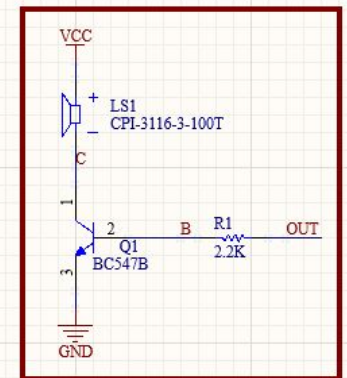 VCC
+
LS1
CPI-3116-3-100T
−
C
1
2
B
R1
OUT
Q1
2.2K
BC547B
3
GND